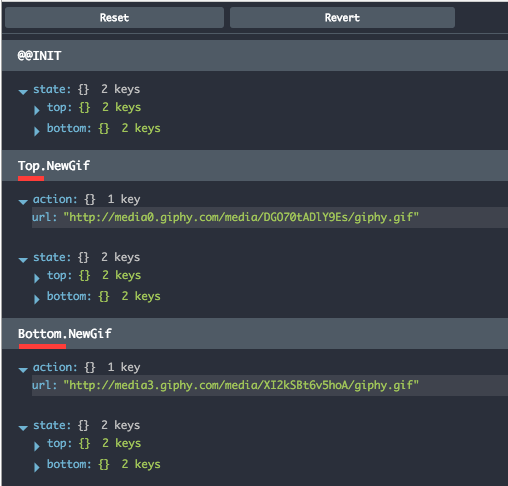 Reset Revert
@@INIT
state: {} 2 keys
top: {} 2 keys
bottom: {} 2 keys
Top.NewGif
action: {} 1 key
url: "http://media0.giphy.com/media/DGO70tADlY9Es/giphy.gif"
state: {} 2 keys
top: {} 2 keys
bottom: {} 2 keys
Bottom.NewGif
action: {} 1 key
url: "http://media3.giphy.com/media/XI2kSBt6v5hoA/giphy.gif"
state: {} 2 keys
top: {} 2 keys
bottom: {} 2 keys